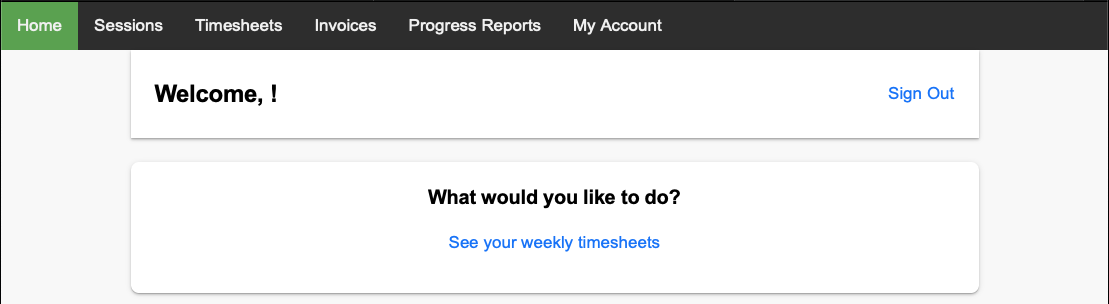 Home Sessions Timesheets Invoices Progress Reports My Account
Welcome, ! Sign Out
What would you like to do?
See your weekly timesheets